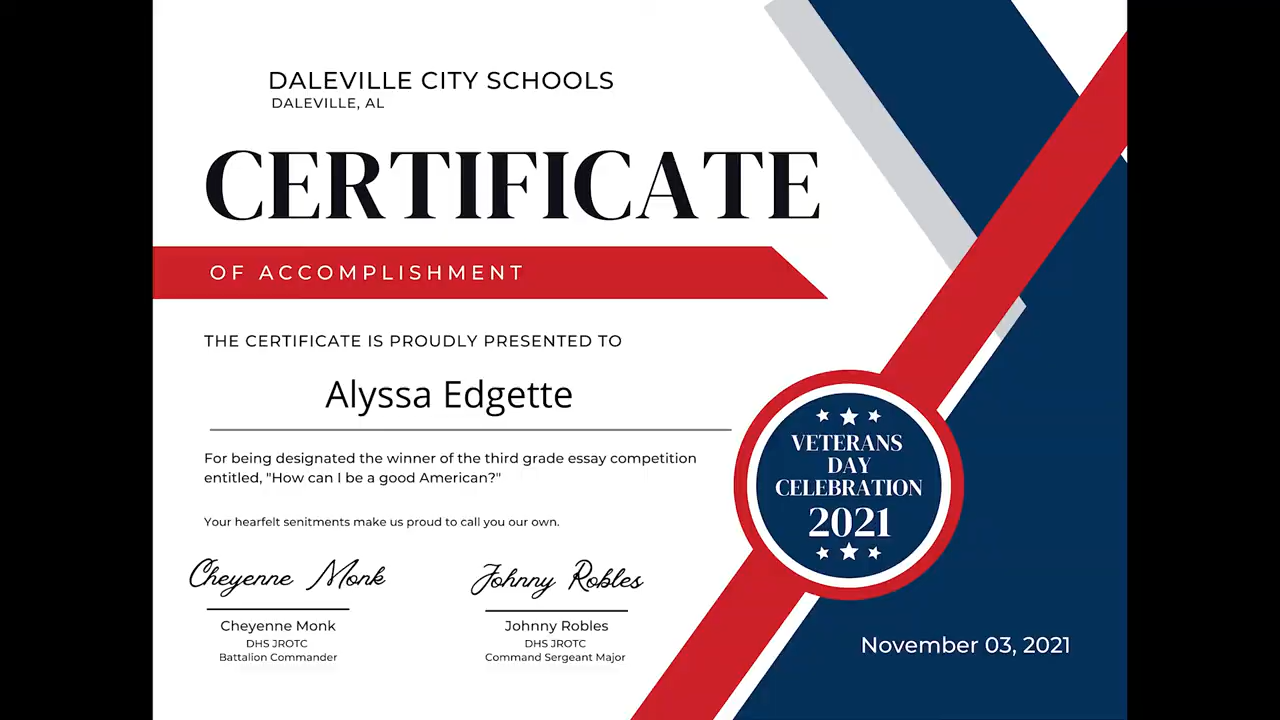 DALEVILLE CITY SCHOOLS
DALEVILLE, AL
CERTIFICATE
OF ACCOMPLISHMENT
THE CERTIFICATE IS PROUDLY PRESENTED TO
Alyssa Edgette
For being designated the winner of the third grade essay competition
entitled, "How can I be a good American?"
Your hearfelt senitments make us proud to call you our own.
Cheyenne Monk
Cheyenne Monk
DHS JROTC
Battalion Commander
Johnny Robles
Johnny Robles
DHS JROTC
Command Sergeant Major
VETERANS
DAY
CELEBRATION
2021
November 03, 2021